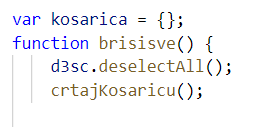 var kosarica = {};
function brisisve() {
    d3sc.deselectAll();
    crtajKosaricu();